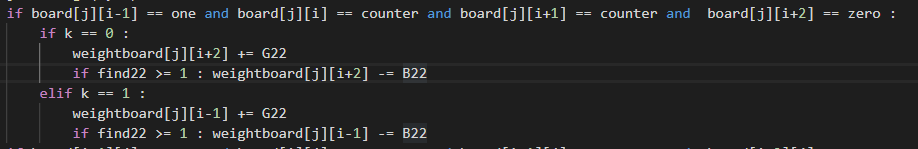 if board[j][i-1] == one and board[j][i] == counter and board[j][i+1] == counter and  board[j][i+2] == zero :
    if k == 0 :
        weightboard[j][i+2] += G22
        if find22 >= 1 : weightboard[j][i+2] -= B22
    elif k == 1 :
        weightboard[j][i-1] += G22
        if find22 >= 1 : weightboard[j][i-1] -= B22